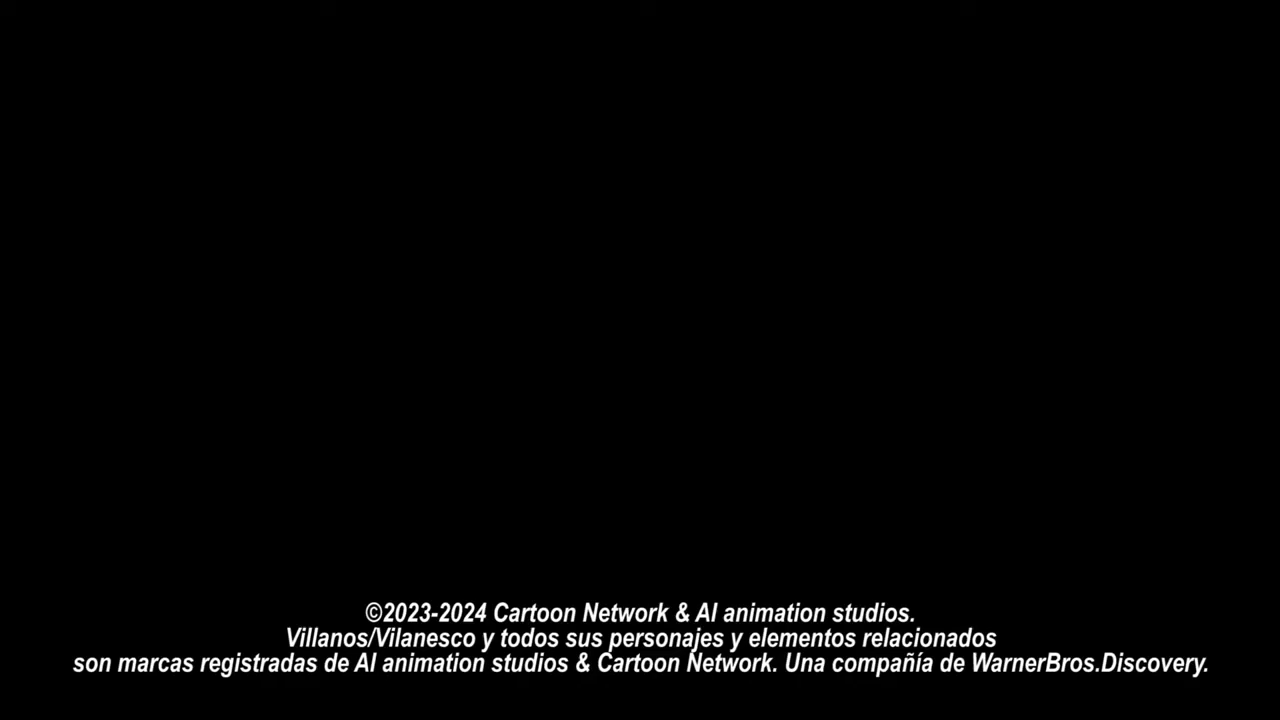 ©2023-2024 Cartoon Network & AI animation studios.
Villanos/Vilanesco y todos sus personajes y elementos relacionados
son marcas registradas de AI animation studios & Cartoon Network. Una compañía de WarnerBros.Discovery.